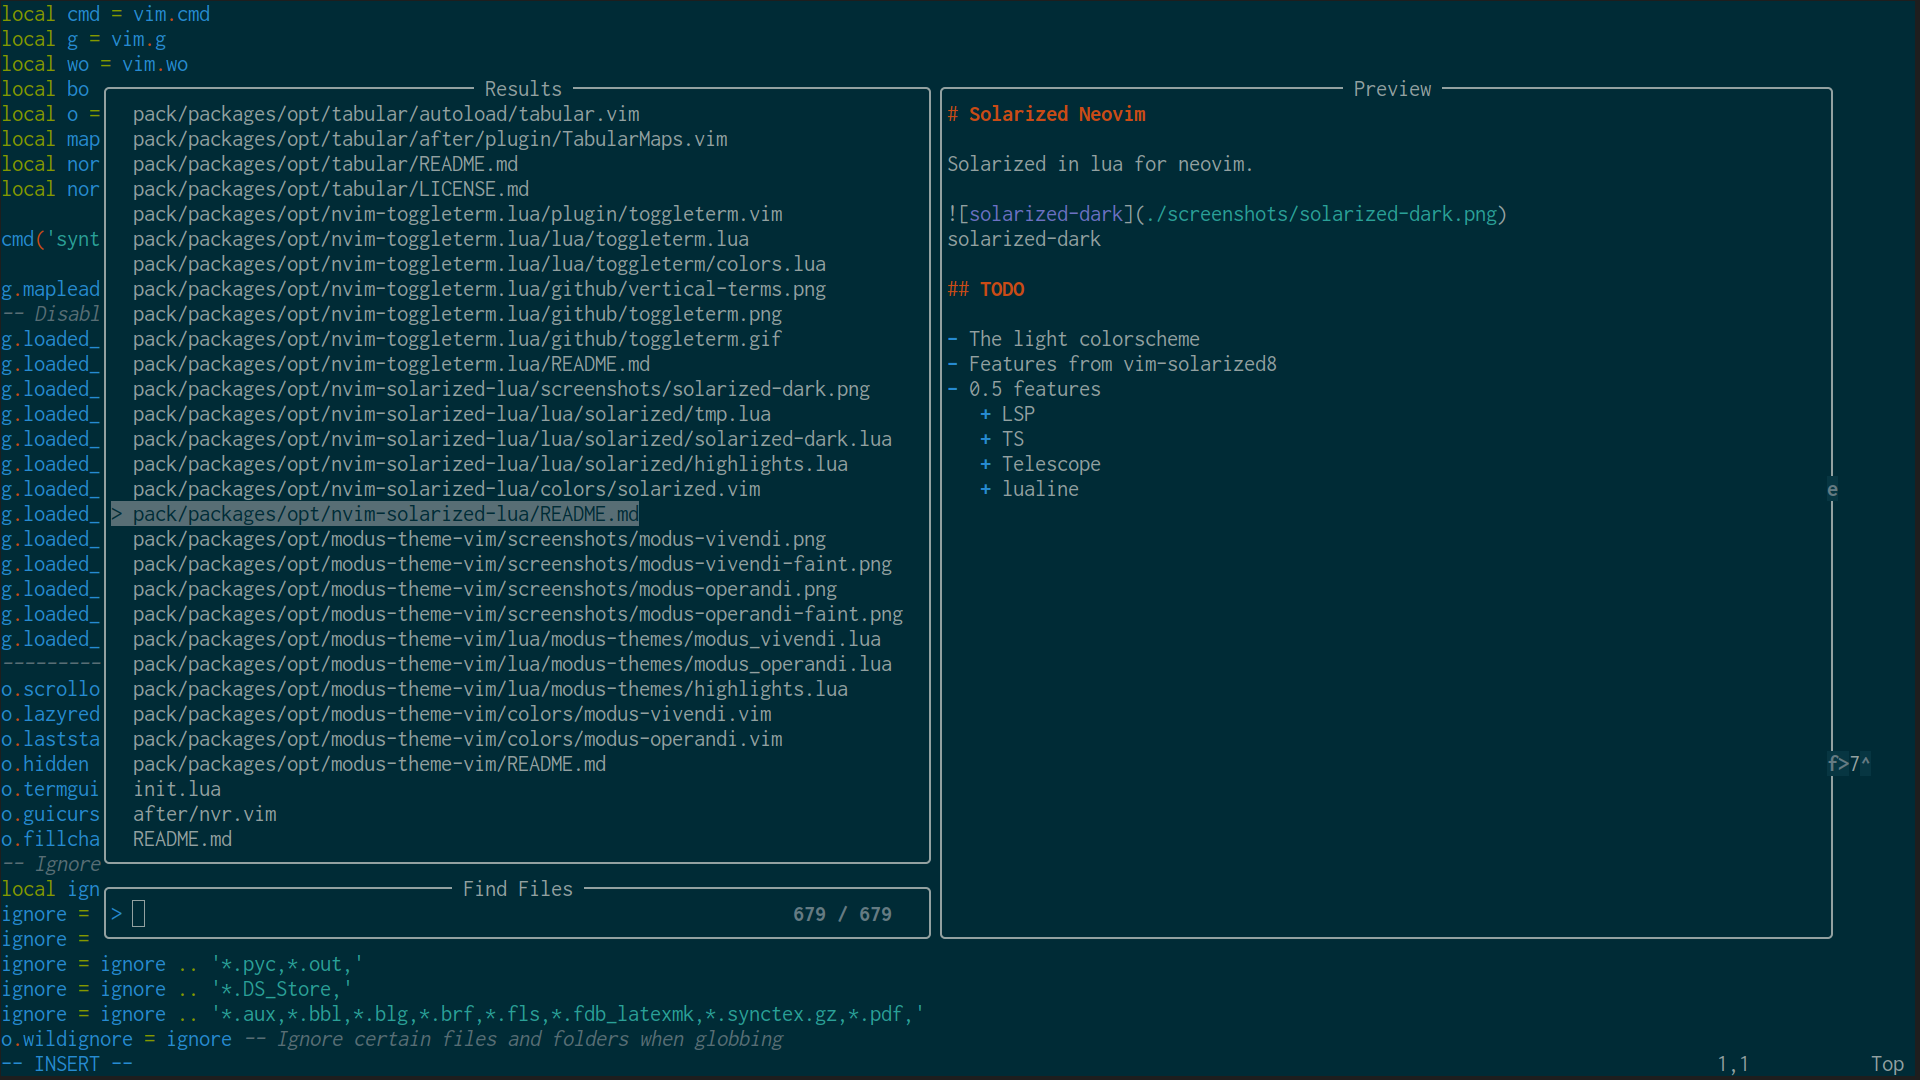 local cmd = vim.cmd
local g = vim.g
local wo = vim.wo
local bo
local o =
local map
local nor
local nor
cmd('synt
g.maplead
-- Disabl
g.loaded_
g.loaded_
g.loaded_
g.loaded_
g.loaded_
g.loaded_
g.loaded_
g.loaded_
g.loaded_
g.loaded_
g.loaded_
g.loaded_
g.loaded_
---------
o.scrollo
o.lazyred
o.laststa
o.hidden
o.termgui
o.guicurs
o.fillcha
-- Ignore
local ign
ignore =
ignore =
Results
pack/packages/opt/tabular/autoload/tabular.vim
pack/packages/opt/tabular/after/plugin/TabularMaps.vim
pack/packages/opt/tabular/README.md
pack/packages/opt/tabular/LICENSE.md
pack/packages/opt/nvim-toggleterm.lua/plugin/toggleterm.vim
pack/packages/opt/nvim-toggleterm.lua/lua/toggleterm.lua
pack/packages/opt/nvim-toggleterm.lua/lua/toggleterm/colors.lua
pack/packages/opt/nvim-toggleterm.lua/github/vertical-terms.png
pack/packages/opt/nvim-toggleterm.lua/github/toggleterm.png
pack/packages/opt/nvim-toggleterm.lua/github/toggleterm.gif
pack/packages/opt/nvim-toggleterm.lua/README.md
pack/packages/opt/nvim-solarized-lua/screenshots/solarized-dark.png
pack/packages/opt/nvim-solarized-lua/lua/solarized/tmp.lua
pack/packages/opt/nvim-solarized-lua/lua/solarized/solarized-dark.lua
pack/packages/opt/nvim-solarized-lua/lua/solarized/highlights.lua
pack/packages/opt/nvim-solarized-lua/colors/solarized.vim
> pack/packages/opt/nvim-solarized-lua/README.md
pack/packages/opt/modus-theme-vim/screenshots/modus-vivendi.png
pack/packages/opt/modus-theme-vim/screenshots/modus-vivendi-faint.png
pack/packages/opt/modus-theme-vim/screenshots/modus-operandi.png
pack/packages/opt/modus-theme-vim/screenshots/modus-operandi-faint.png
pack/packages/opt/modus-theme-vim/lua/modus-themes/modus_vivendi.lua
pack/packages/opt/modus-theme-vim/lua/modus-themes/modus_operandi.lua
pack/packages/opt/modus-theme-vim/lua/modus-themes/highlights.lua
pack/packages/opt/modus-theme-vim/colors/modus-vivendi.vim
pack/packages/opt/modus-theme-vim/colors/modus-operandi.vim
pack/packages/opt/modus-theme-vim/README.md
init.lua
after/nvr.vim
README.md
Find Files
> 679 / 679
Preview
# Solarized Neovim
Solarized in lua for neovim.
![solarized-dark](./screenshots/solarized-dark.png)
solarized-dark
## TODO
- The light colorscheme
- Features from vim-solarized8
- 0.5 features
+ LSP
+ TS
+ Telescope
+ lualine
e
f>7^
ignore = ignore .. '*.pyc,*.out,'
ignore = ignore .. '*.DS_Store,'
ignore = ignore .. '*.aux,*.bbl,*.blg,*.brf,*.fls,*.fdb_latexmk,*.synctex.gz,*.pdf,'
o.wildignore = ignore -- Ignore certain files and folders when globbing
-- INSERT -- 1,1 Top